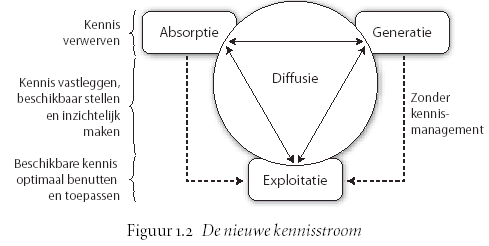 Kennis
verwerven
Absorptie
Generatie
Diffusie
Kennis vastleggen,
beschikbaar stellen
en inzichtelijk
maken
Zonder
kennis-
management
Beschikbare kennis
optimaal benutten
en toepassen
Exploitatie
Figuur 1.2 De nieuwe kennisstroom